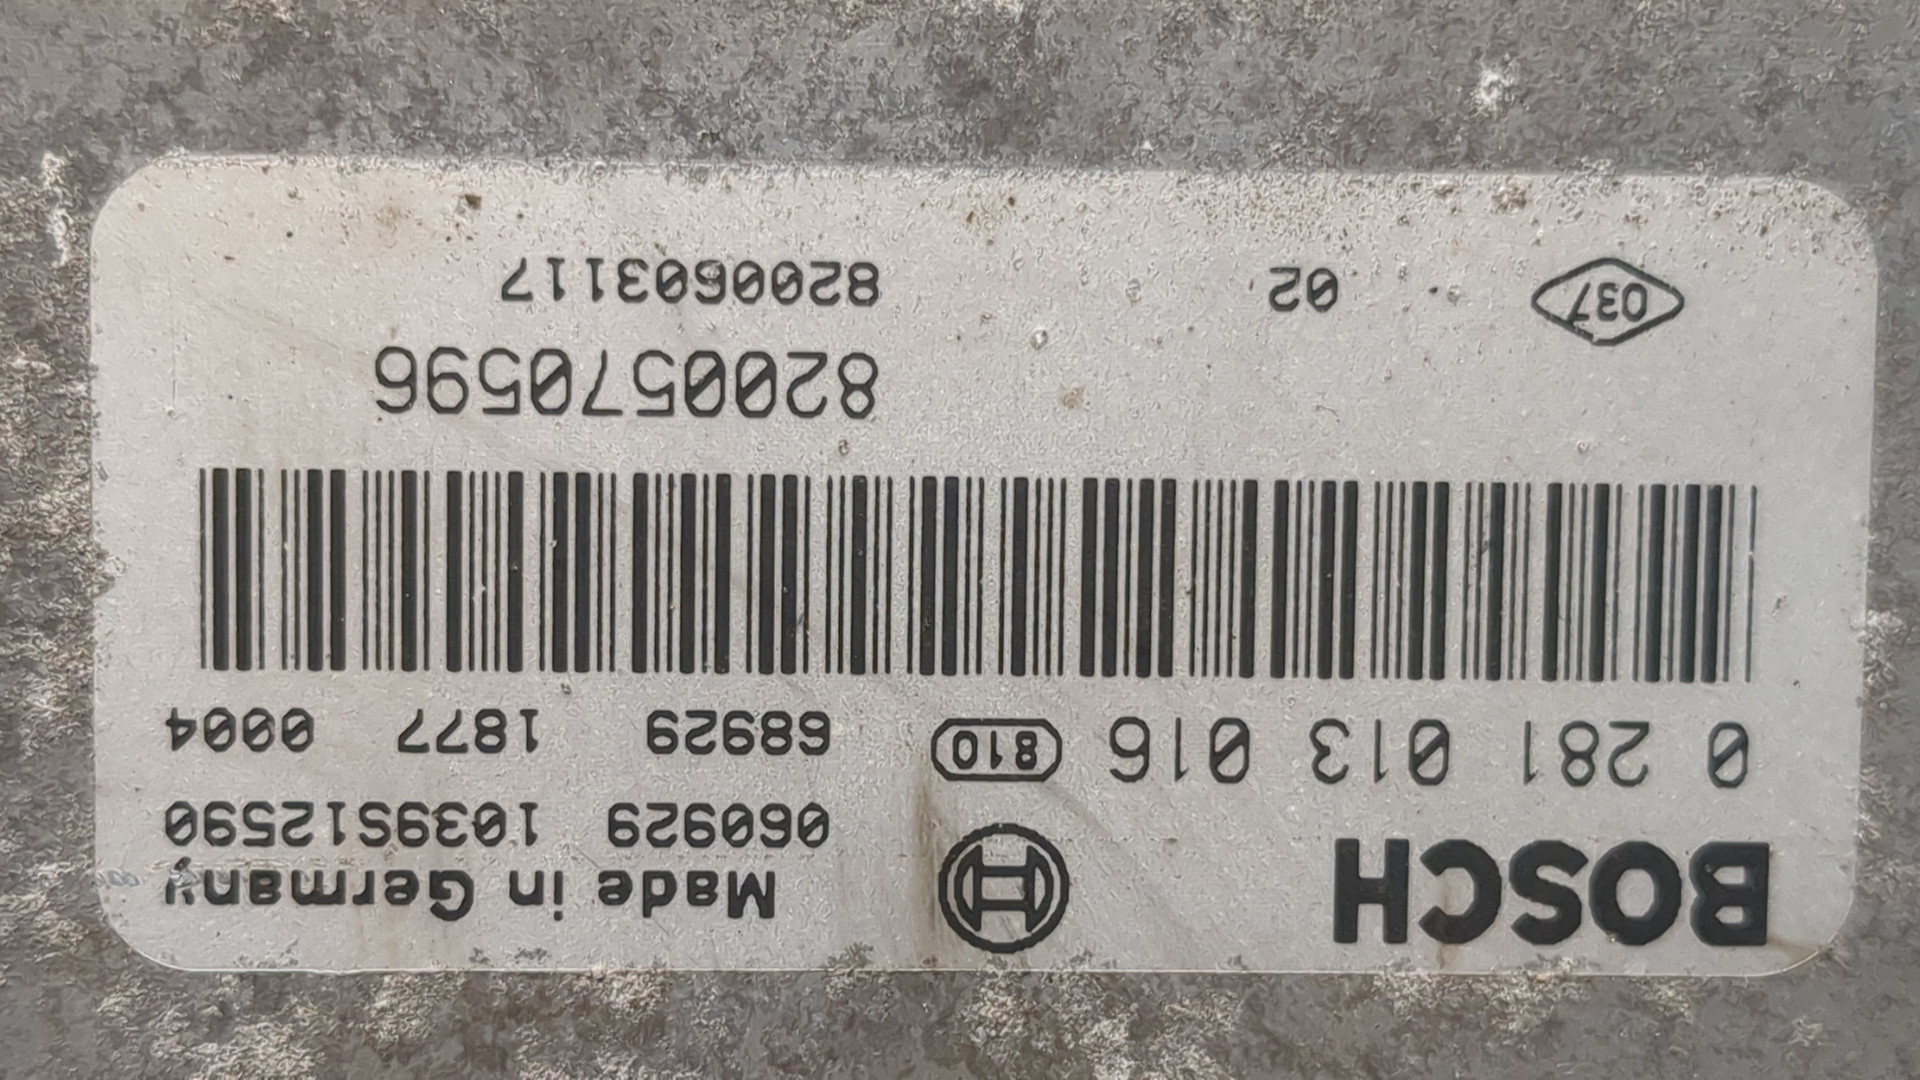 BOSCH Made in Germany
060929 1039S12590
0 281 013 016 810 68929 1877 0004
8200570596
037 02 8200603117